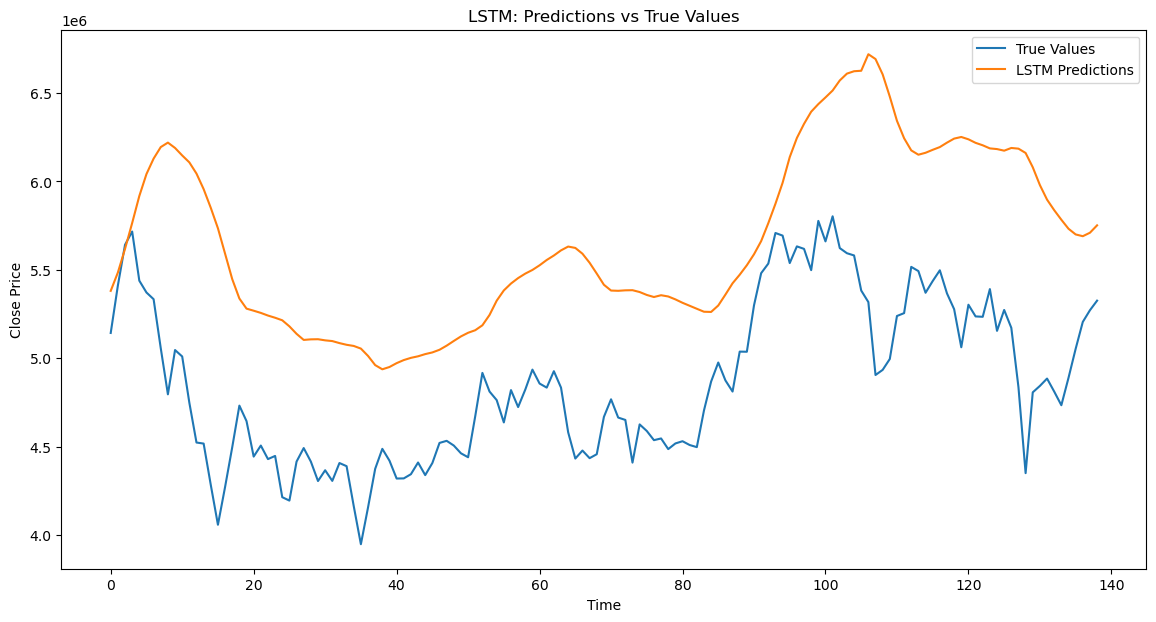 LSTM: Predictions vs True Values
1e6
True Values
LSTM Predictions
6.5
6.0
5.5
5.0
4.5
4.0
Close Price
0 20 40 60 80 100 120 140
Time